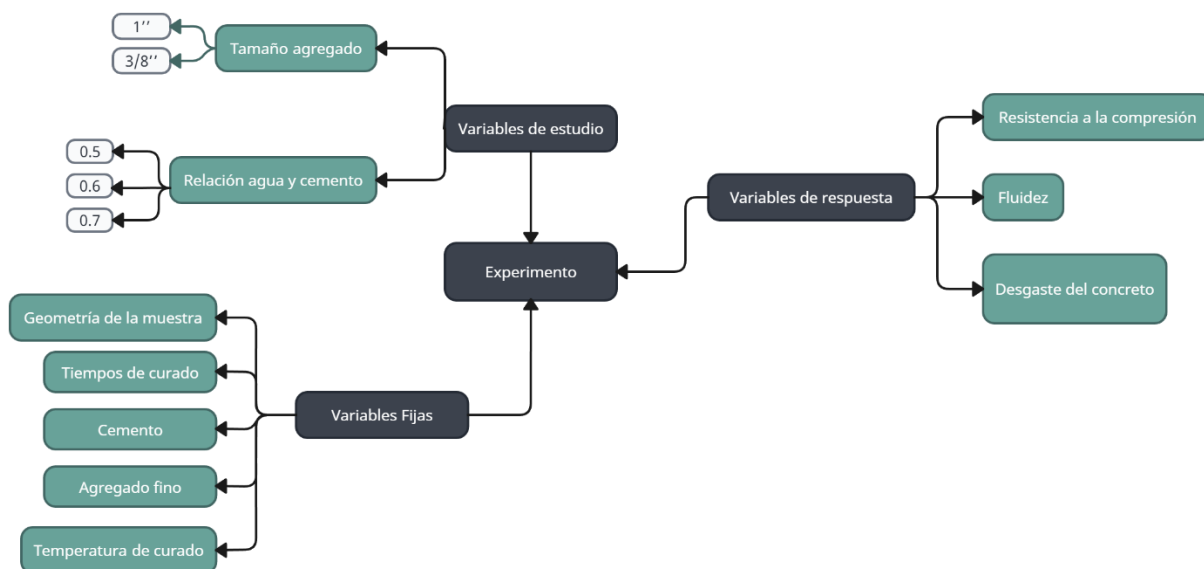 1’’
3/8’’
Tamaño agregado
Variables de estudio
0.5
0.6
0.7
Relación agua y cemento
Resistencia a la compresión
Variables de respuesta
Fluidez
Desgaste del concreto
Experimento
Geometría de la muestra
Tiempos de curado
Cemento
Agregado fino
Temperatura de curado
Variables Fijas